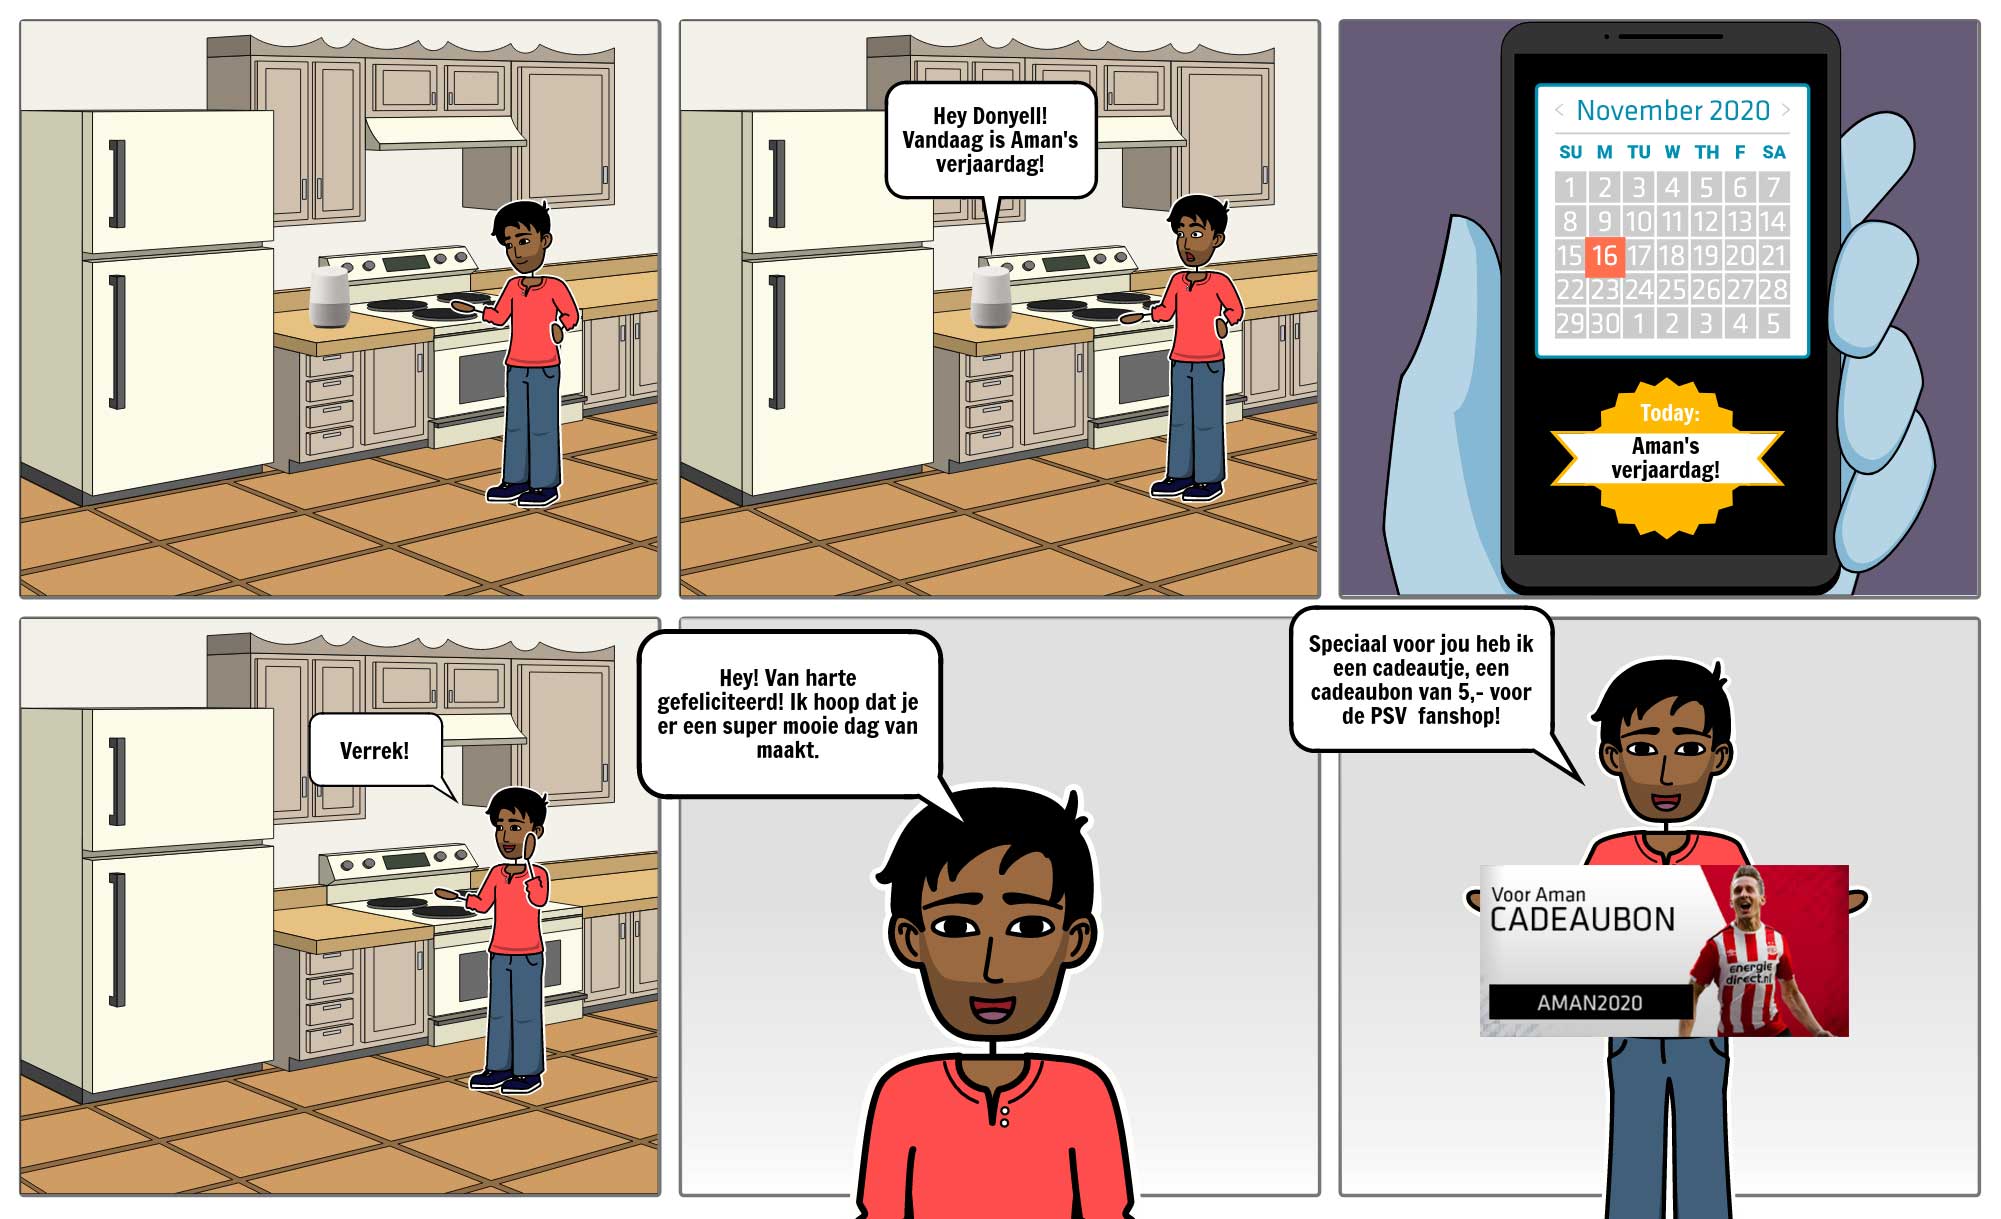 Hey Donyell!
Vandaag is Aman's
verjaardag!
< November 2020 >
SU M TU W TH F SA
1 2 3 4 5 6 7
8 9 10 11 12 13 14
15 16 17 18 19 20 21
22 23 24 25 26 27 28
29 30 1 2 3 4 5
Today:
Aman's
verjaardag!
Verrek!
Hey! Van harte
gefeliciteerd! Ik hoop dat je
er een super mooie dag van
maakt.
Speciaal voor jou heb ik
een cadeautje, een
cadeaubon van 5,- voor
de PSV fanshop!
Voor Aman
CADEAUBON
AMAN2020
energie
direct.nl